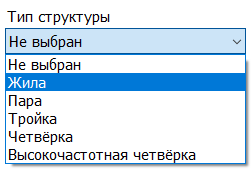 Тип структуры
Не выбран
Не выбран
Жила
Пара
Тройка
Четвёрка
Высокочастотная четвёрка